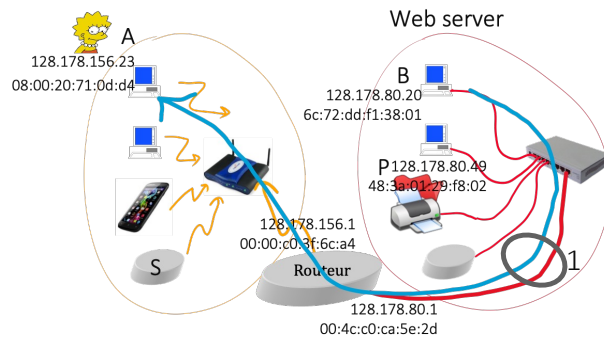 Web server
A
128.178.156.23
08:00:20:71:0d:d4
B
128.178.80.20
6c:72:dd:f1:38:01
P
128.178.80.49
48:3a:01:29:f8:02
128.178.156.1
00:00:c0:3f:6c:a4
S
Routeur
1
128.178.80.1
00:4c:c0:ca:5e:2d